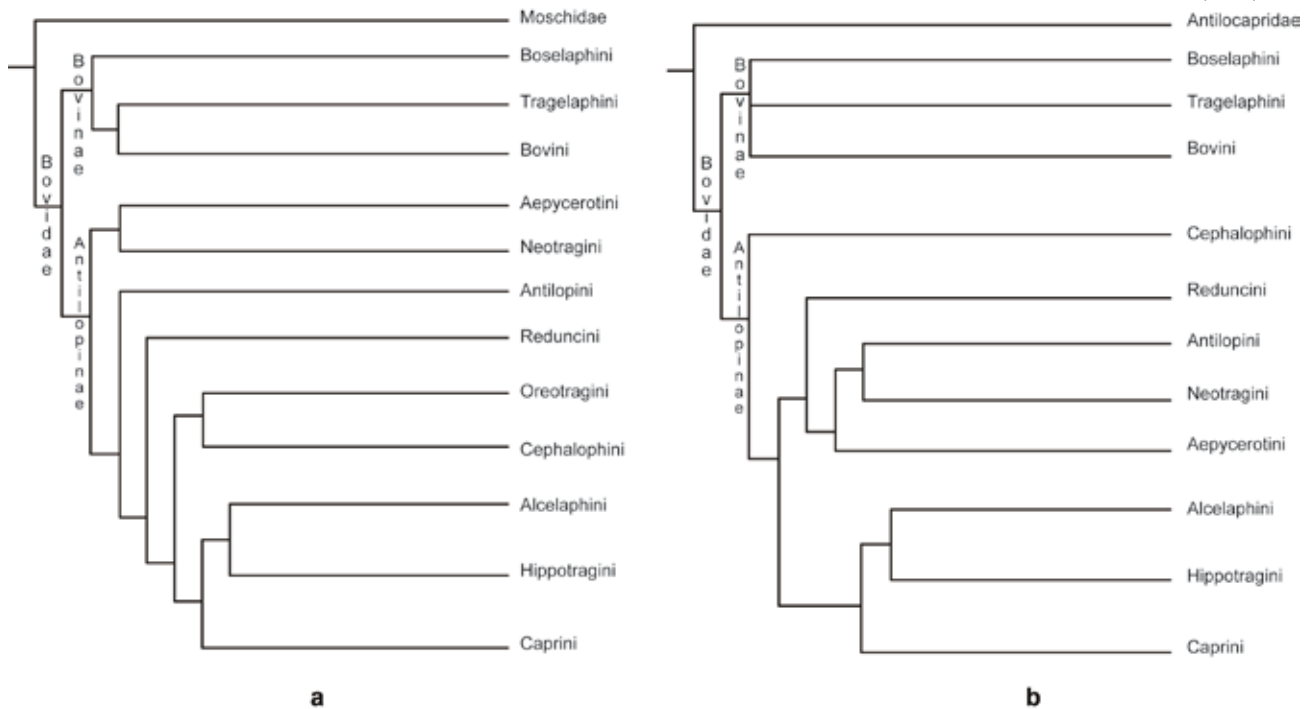 Moschidae
Boselaphini
Tragelaphini
Bovini
Aepycerotini
Neotragini
Antilopini
Reduncini
Oreotragini
Cephalophini
Alcelaphini
Hippotragini
Caprini
Bovidae
Bovinae
Antilopinae
a
Antilocapridae
Boselaphini
Tragelaphini
Bovini
Cephalophini
Reduncini
Antilopini
Neotragini
Aepycerotini
Alcelaphini
Hippotragini
Caprini
Bovidae
Bovinae
Antilopinae
b